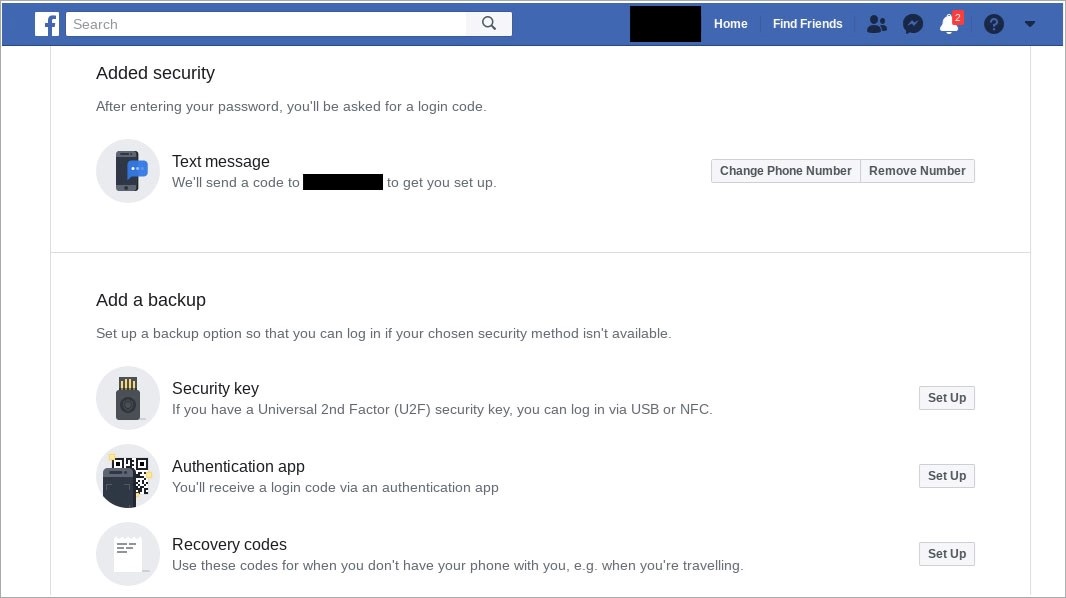 Search
Home
Find Friends
2
Added security
After entering your password, you'll be asked for a login code.
Text message
We'll send a code to to get you set up.
Change Phone Number
Remove Number
Add a backup
Set up a backup option so that you can log in if your chosen security method isn't available.
Security key
If you have a Universal 2nd Factor (U2F) security key, you can log in via USB or NFC.
Set Up
Authentication app
You'll receive a login code via an authentication app
Set Up
Recovery codes
Use these codes for when you don't have your phone with you, e.g. when you're travelling.
Set Up